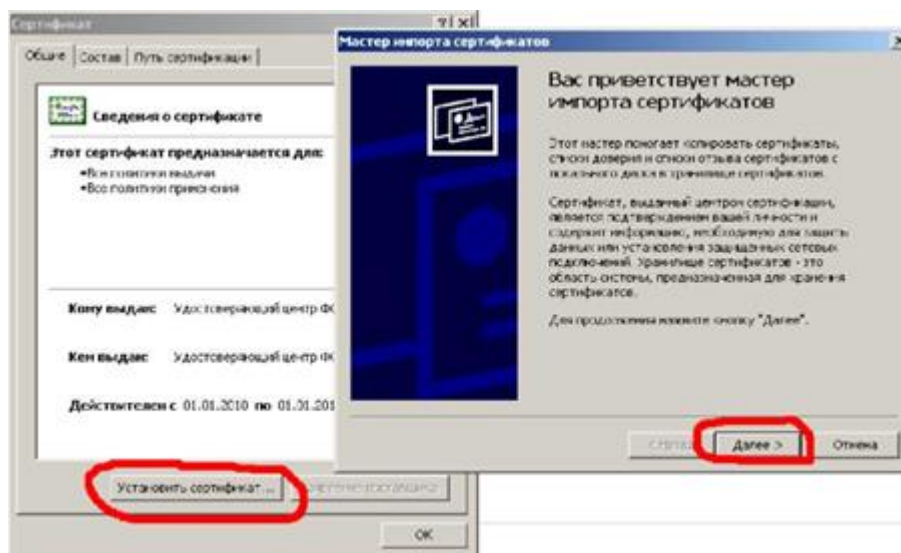 Сертификат
Общие Состав Путь сертификации
Сведения о сертификате
Этот сертификат предназначается для:
•Все политики выдачи
•Все политики применения
Кому выдан: Удостоверяющий центр
Кем выдан: Удостоверяющий центр
Действителен с 01.01.2010 по
Установить сертификат...
OK
Мастер импорта сертификатов
Вас приветствует мастер
импорта сертификатов
Этот мастер помогает копировать сертификаты,
списки доверия и списки отзыва сертификатов с
локального диска в хранилище сертификатов.
Сертификат, выданный центром сертификации,
является подтверждением вашей личности и
содержит информацию, необходимую для защиты
данных или установления защищенных сетевых
подключений. Хранилище сертификатов - это
область системы, предназначенная для хранения
сертификатов.
Для продолжения нажмите кнопку "Далее".
Далее >
Отмена